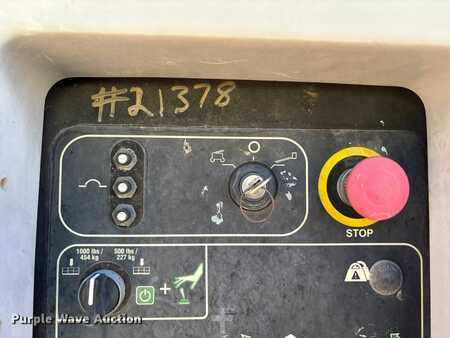 #21378
STOP
1000 lbs / 500 lbs /
454 kg 227 kg
Purple Wave Auction